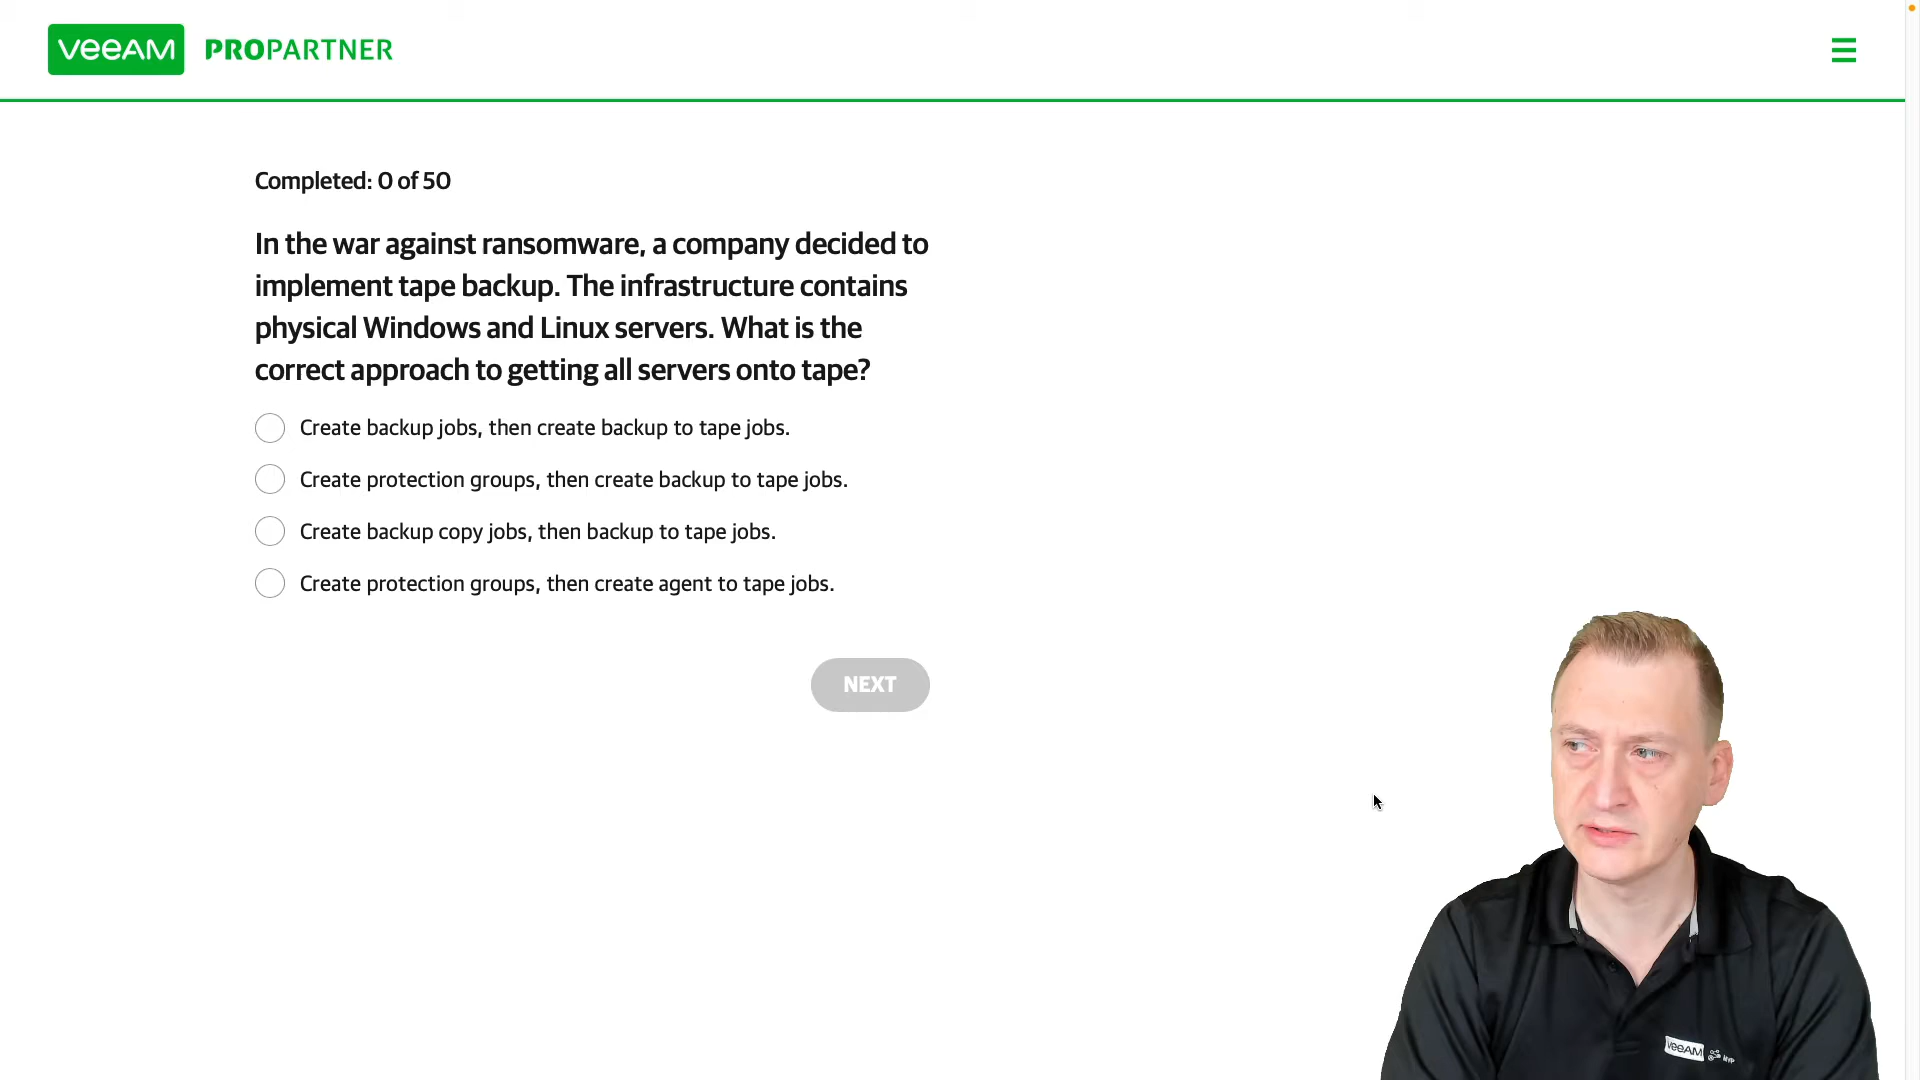 veeAM PROPARTNER
Completed: 0 of 50
In the war against ransomware, a company decided to
implement tape backup. The infrastructure contains
physical Windows and Linux servers. What is the
correct approach to getting all servers onto tape?
Create backup jobs, then create backup to tape jobs.
Create protection groups, then create backup to tape jobs.
Create backup copy jobs, then backup to tape jobs.
Create protection groups, then create agent to tape jobs.
NEXT
veeAM MVP